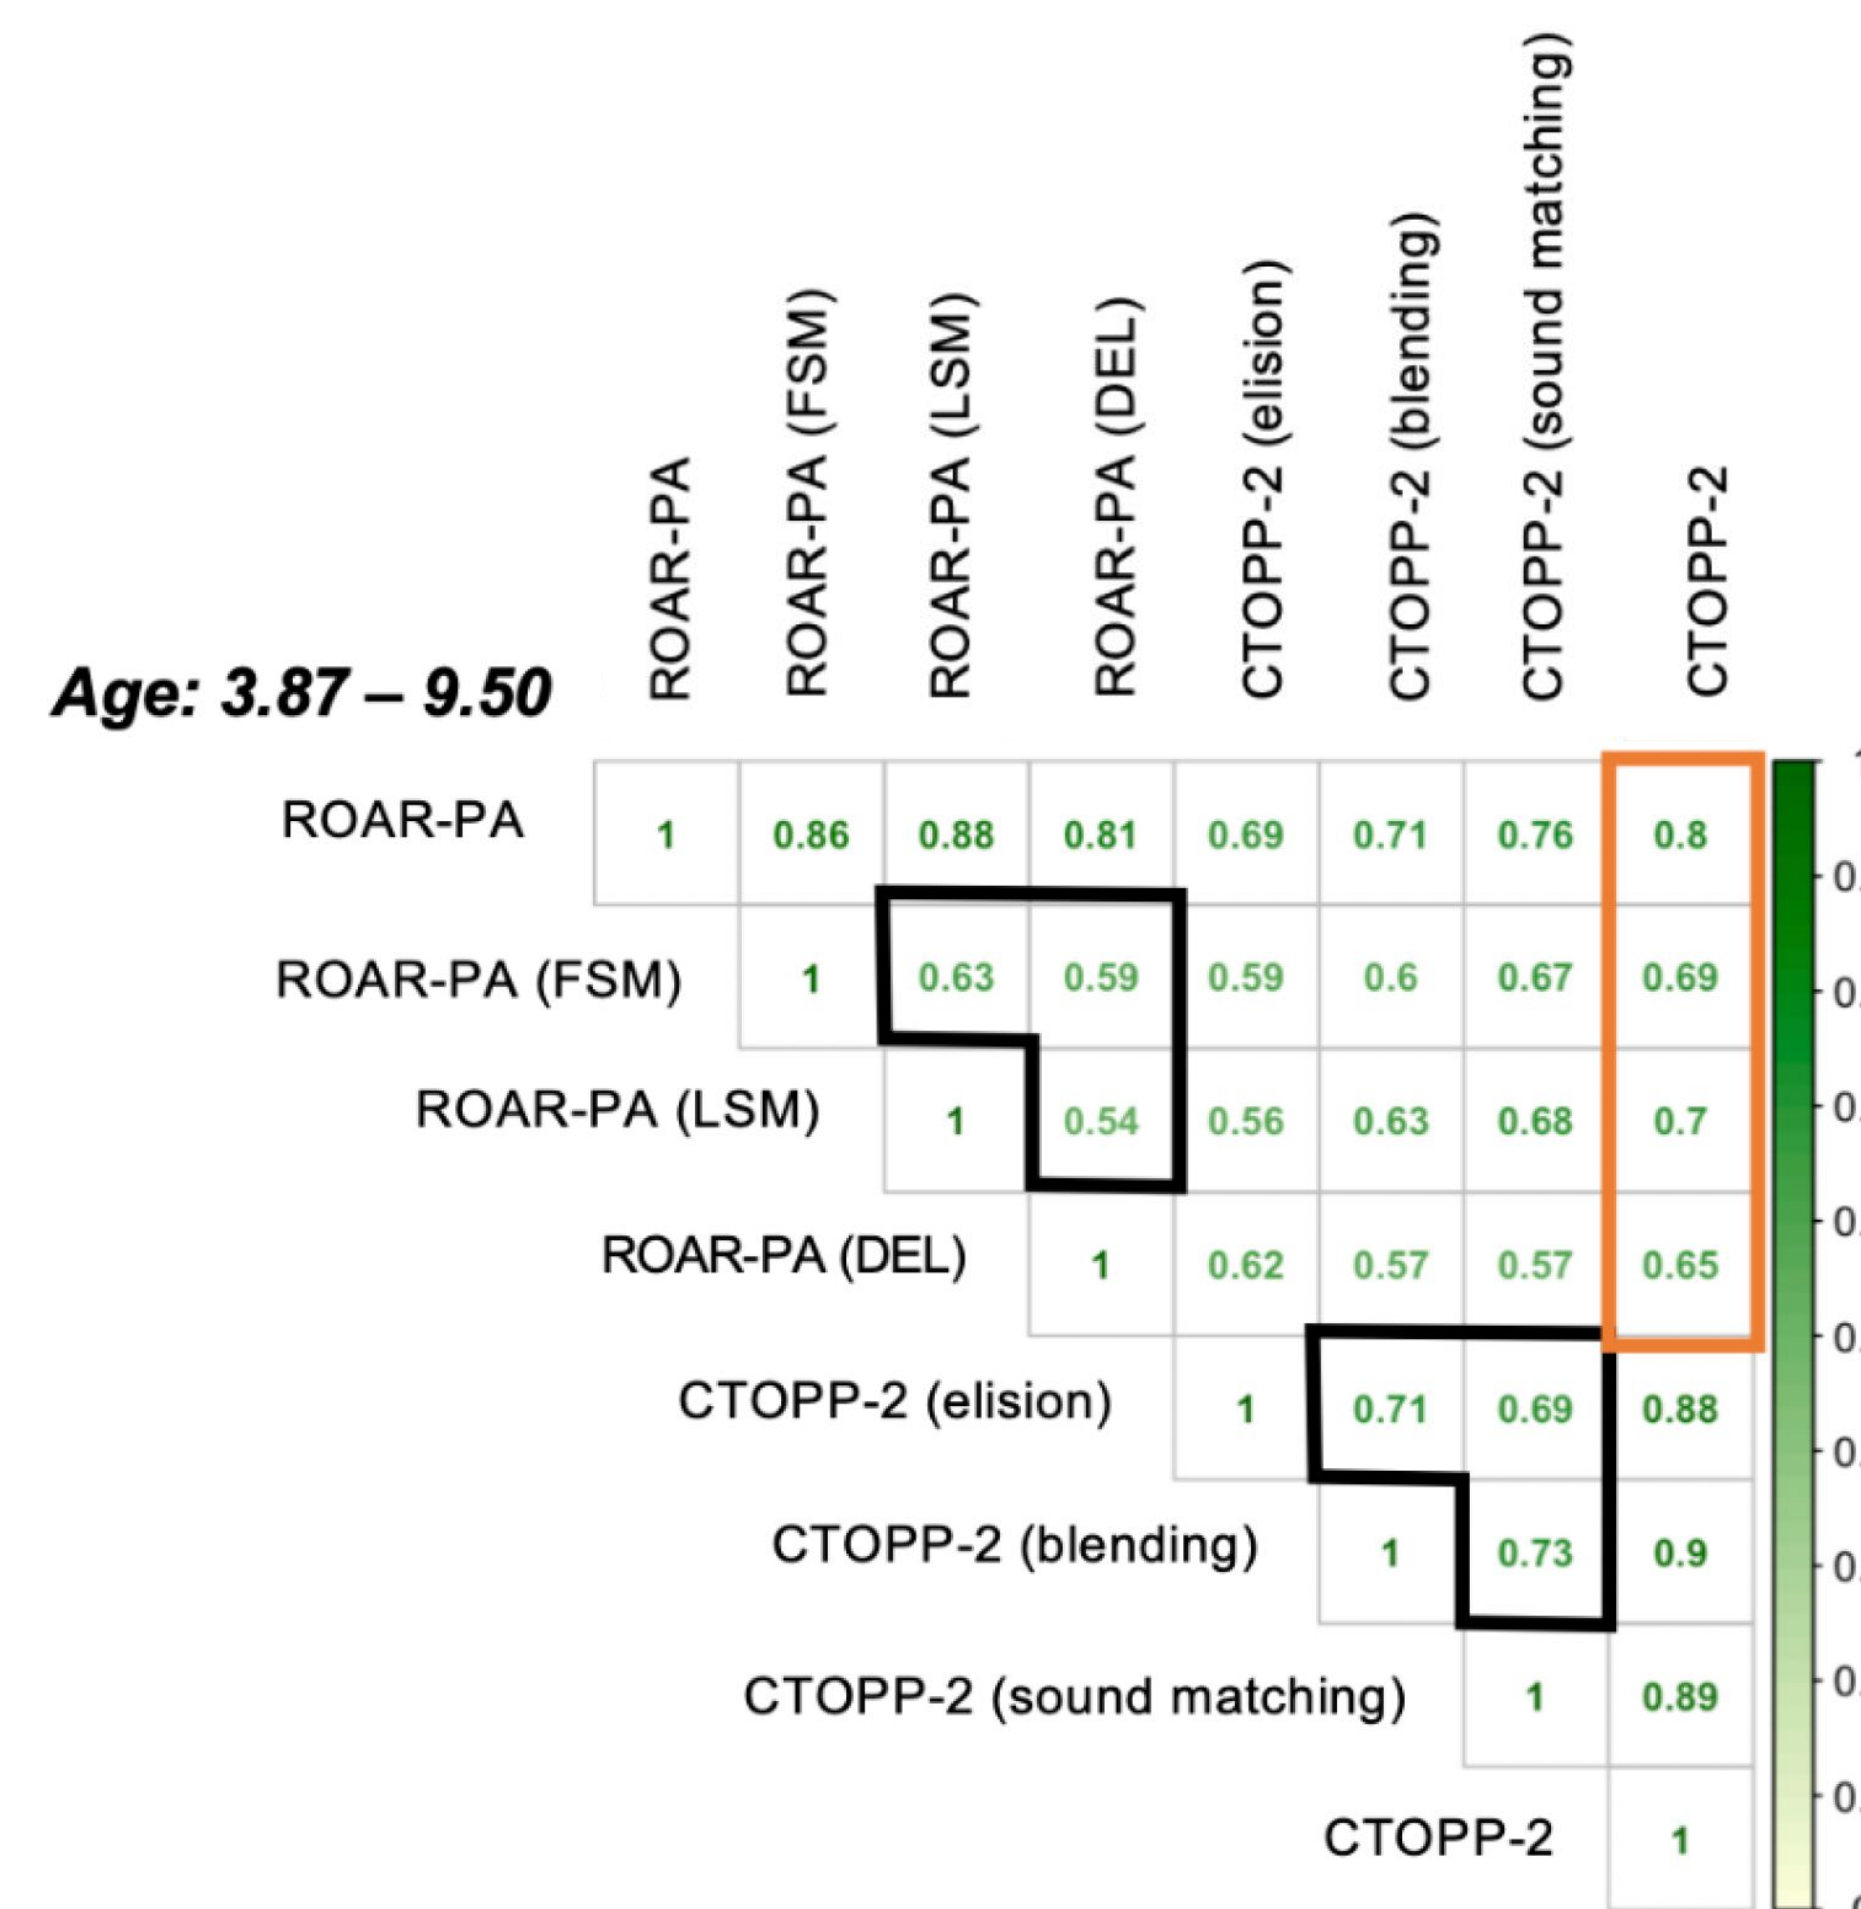 ROAR-PA
ROAR-PA (FSM)
ROAR-PA (LSM)
ROAR-PA (DEL)
CTOPP-2 (elision)
CTOPP-2 (blending)
CTOPP-2 (sound matching)
CTOPP-2
Age: 3.87 – 9.50
ROAR-PA 1 0.86 0.88 0.81 0.69 0.71 0.76 0.8
ROAR-PA (FSM) 1 0.63 0.59 0.59 0.6 0.67 0.69
ROAR-PA (LSM) 1 0.54 0.56 0.63 0.68 0.7
ROAR-PA (DEL) 1 0.62 0.57 0.57 0.65
CTOPP-2 (elision) 1 0.71 0.69 0.88
CTOPP-2 (blending) 1 0.73 0.9
CTOPP-2 (sound matching) 1 0.89
CTOPP-2 1